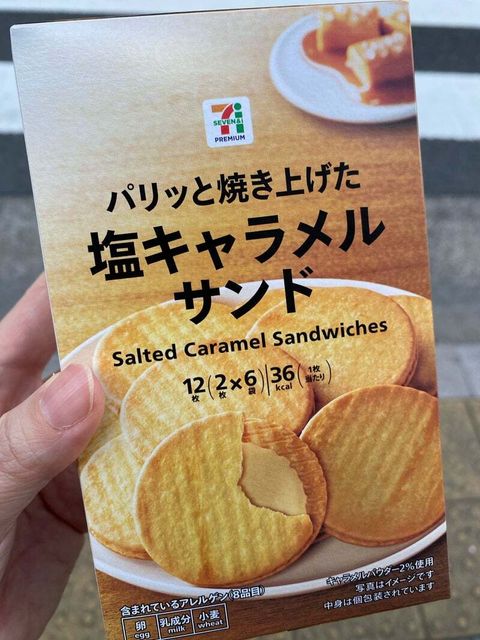 7i
SEVEN&i
PREMIUM
パリッと焼き上げた
塩キャラメル
サンド
Salted Caramel Sandwiches
12枚(2枚×6袋)36kcal(1枚当たり)
キャラメルパウダー2%使用
写真はイメージです
中身は個包装されています
含まれているアレルゲン(8品目)
卵 乳成分 小麦
egg milk wheat